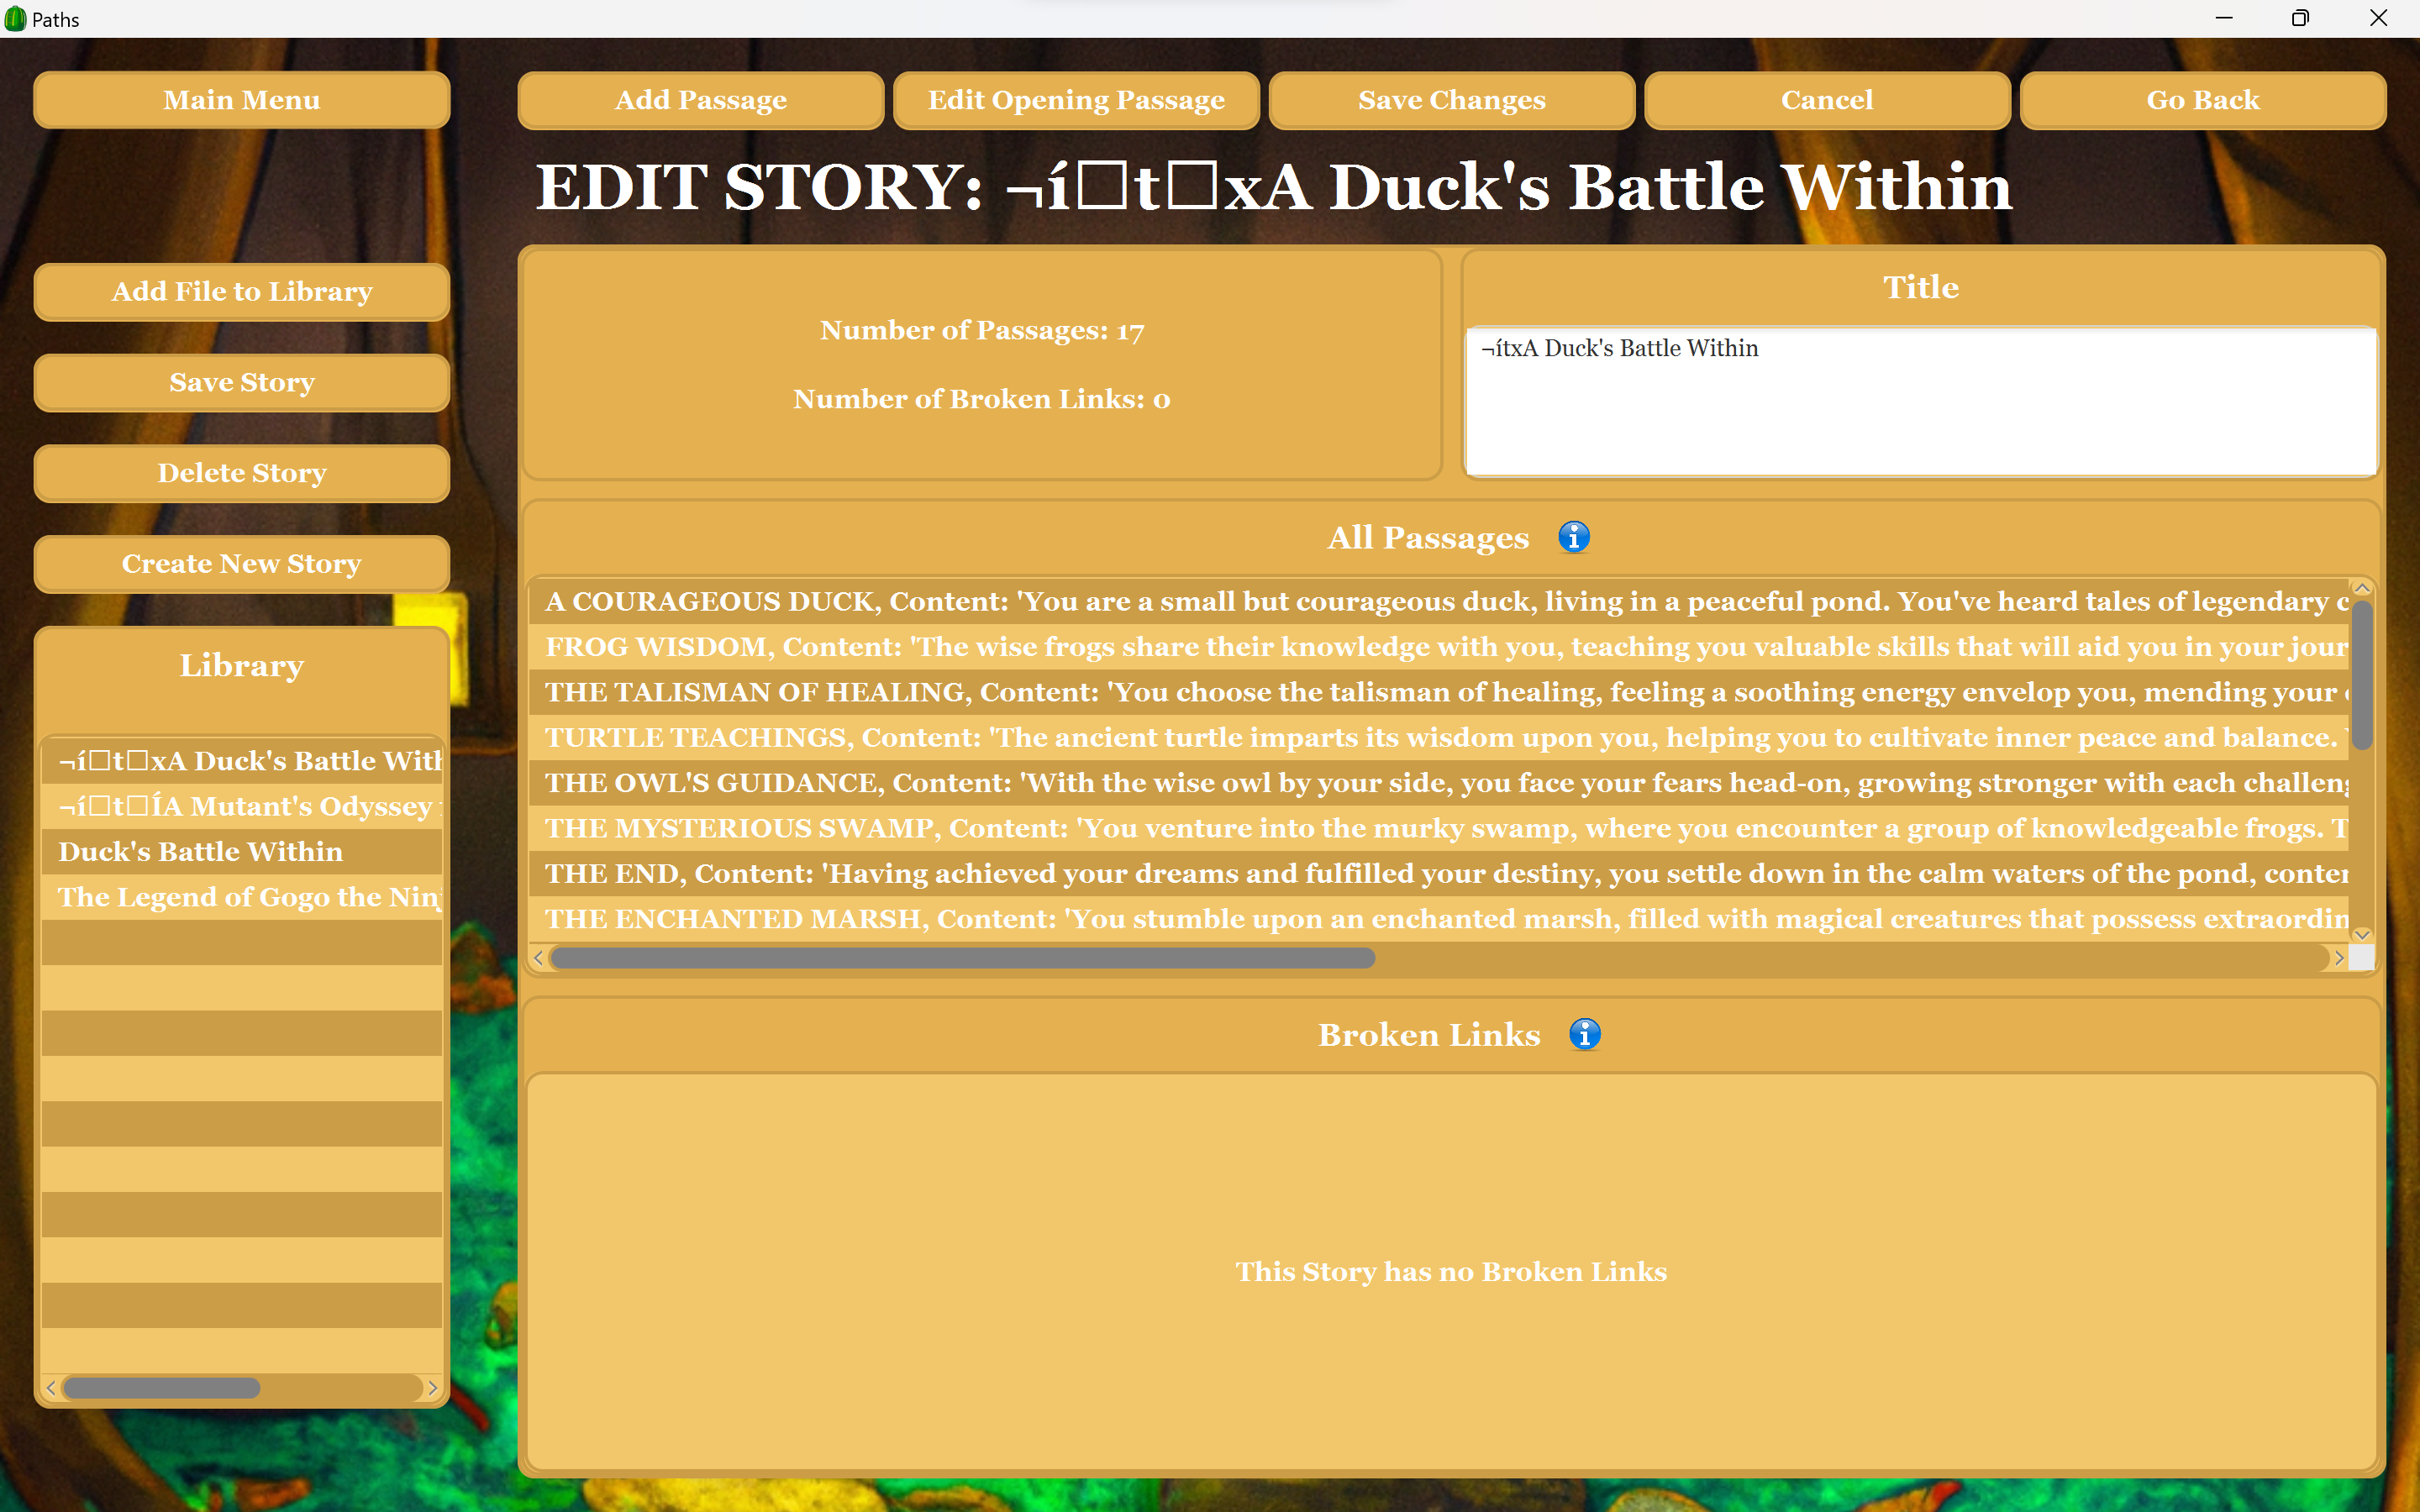 Paths
Main Menu
Add Passage
Edit Opening Passage
Save Changes
Cancel
Go Back
EDIT STORY: ¬í□t□xA Duck's Battle Within
Add File to Library
Save Story
Delete Story
Create New Story
Library
¬í□t□xA Duck's Battle With
¬í□t□ÍA Mutant's Odyssey
Duck's Battle Within
The Legend of Gogo the Nin
Number of Passages: 17
Number of Broken Links: 0
Title
¬ítxA Duck's Battle Within
All Passages
A COURAGEOUS DUCK, Content: 'You are a small but courageous duck, living in a peaceful pond. You've heard tales of legendary c
FROG WISDOM, Content: 'The wise frogs share their knowledge with you, teaching you valuable skills that will aid you in your jour
THE TALISMAN OF HEALING, Content: 'You choose the talisman of healing, feeling a soothing energy envelop you, mending your
TURTLE TEACHINGS, Content: 'The ancient turtle imparts its wisdom upon you, helping you to cultivate inner peace and balance.
THE OWL'S GUIDANCE, Content: 'With the wise owl by your side, you face your fears head-on, growing stronger with each challeng
THE MYSTERIOUS SWAMP, Content: 'You venture into the murky swamp, where you encounter a group of knowledgeable frogs. T
THE END, Content: 'Having achieved your dreams and fulfilled your destiny, you settle down in the calm waters of the pond, conten
THE ENCHANTED MARSH, Content: 'You stumble upon an enchanted marsh, filled with magical creatures that possess extraordin
Broken Links
This Story has no Broken Links